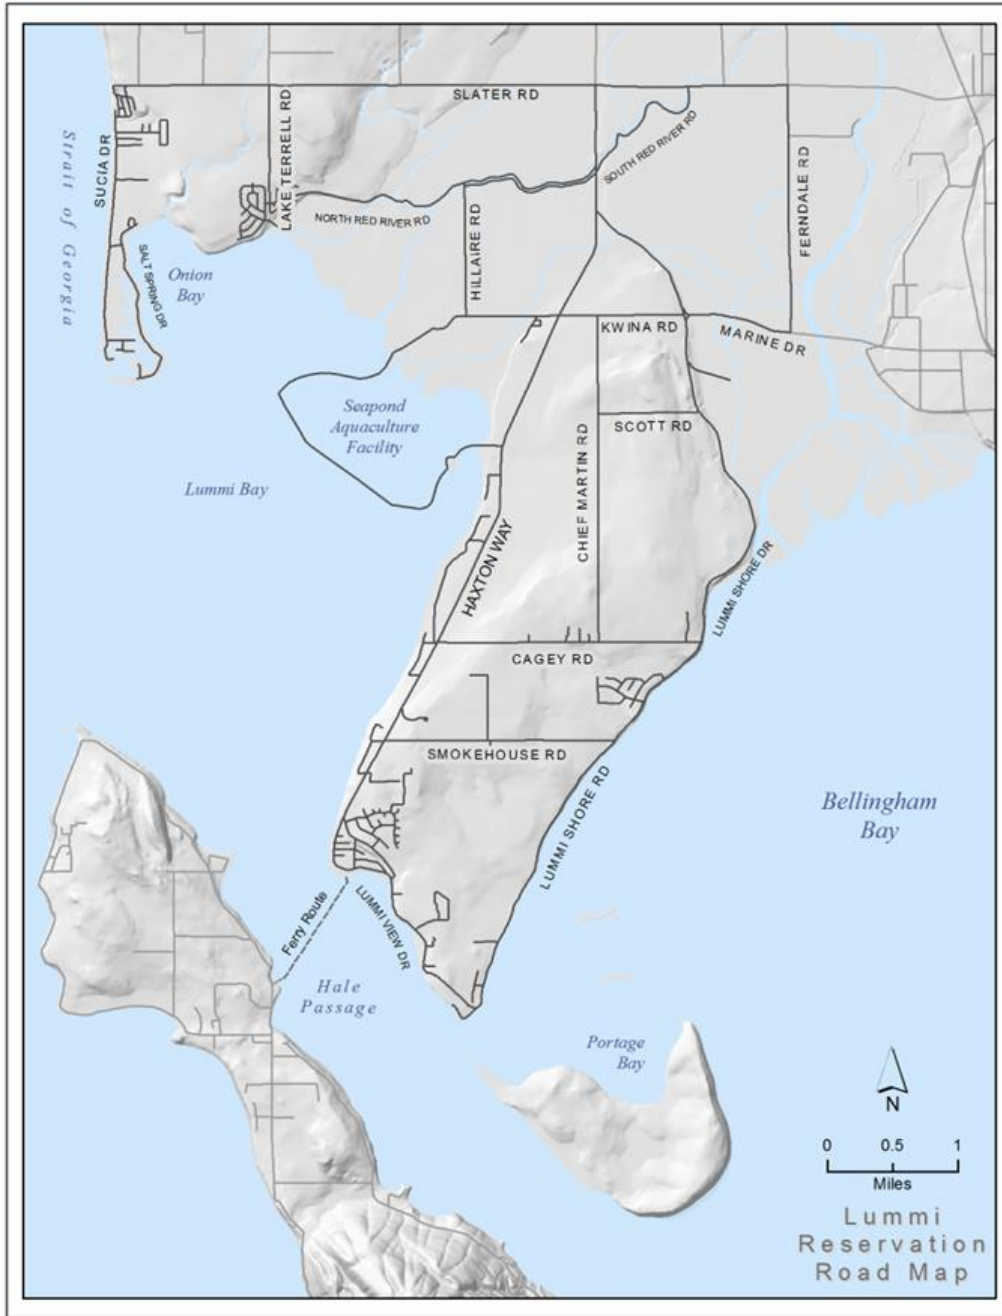 SLATER RD
LAKE TERRELL RD
SUCIA DR
Strait of Georgia
SOUTH RED RIVER RD
FERNDALE RD
NORTH RED RIVER RD
HILLAIRE RD
SALT SPRING DR
Onion
Bay
KWINA RD
MARINE DR
Seapond
Aquaculture
Facility
SCOTT RD
CHIEF MARTIN RD
Lummi Bay
HAXTON WAY
LUMMI SHORE DR
CAGEY RD
SMOKEHOUSE RD
LUMMI SHORE RD
Bellingham
Bay
Ferry Route
LUMMI VIEW DR
Hale
Passage
Portage
Bay
N
0 0.5 1
Miles
Lummi
Reservation
Road Map